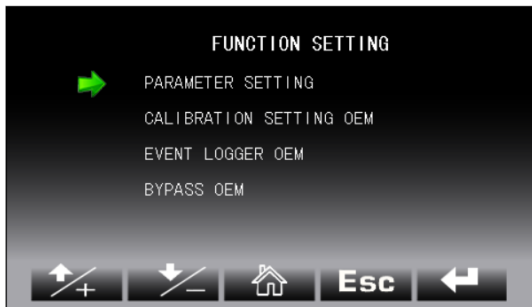 FUNCTION SETTING
PARAMETER SETTING
CALIBRATION SETTING OEM
EVENT LOGGER OEM
BYPASS OEM
Esc